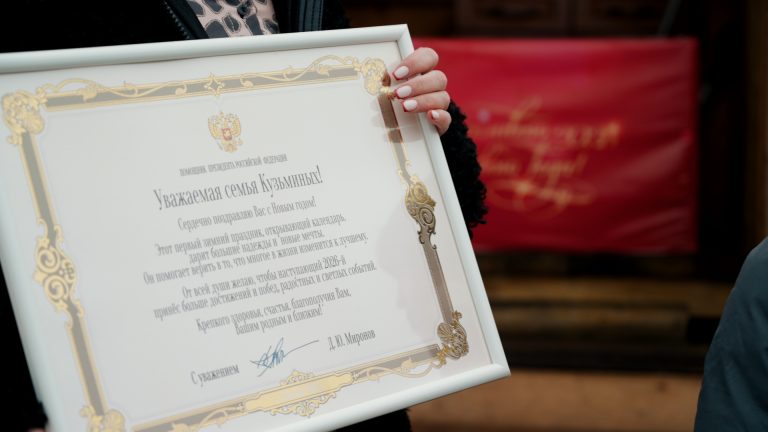 ПОМОЩНИК ПРЕЗИДЕНТА РОССИЙСКОЙ ФЕДЕРАЦИИ
Уважаемая семья Кузьминых!
Сердечно поздравляю Вас с Новым годом!
Этот первый зимний праздник, открывающий календарь,
дарит большие надежды и новые мечты.
Он помогает верить в то, что многое в жизни изменится к лучшему.
От всей души желаю, чтобы наступающий 2026-й
принёс больше достижений и побед, радостных и светлых событий.
Крепкого здоровья, счастья, благополучия Вам,
Вашим родным и близким!
С уважением
Д. Ю. Миронов